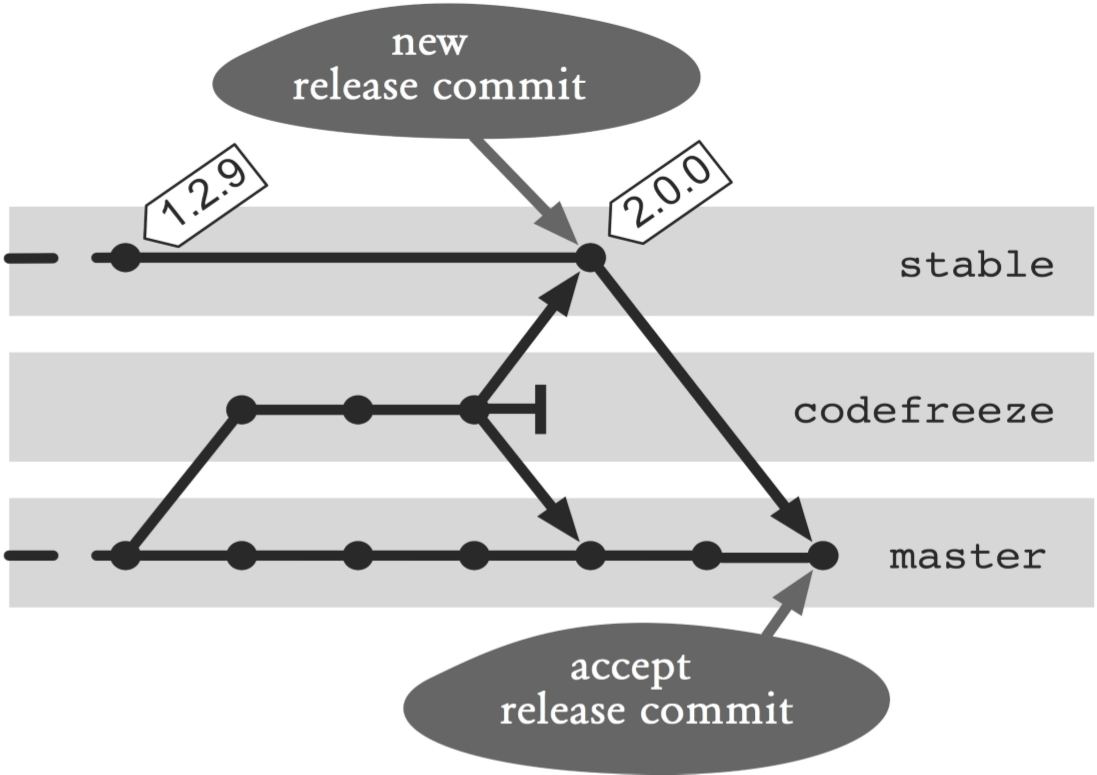 new
release commit
1.2.9
2.0.0
stable
codefreeze
master
accept
release commit